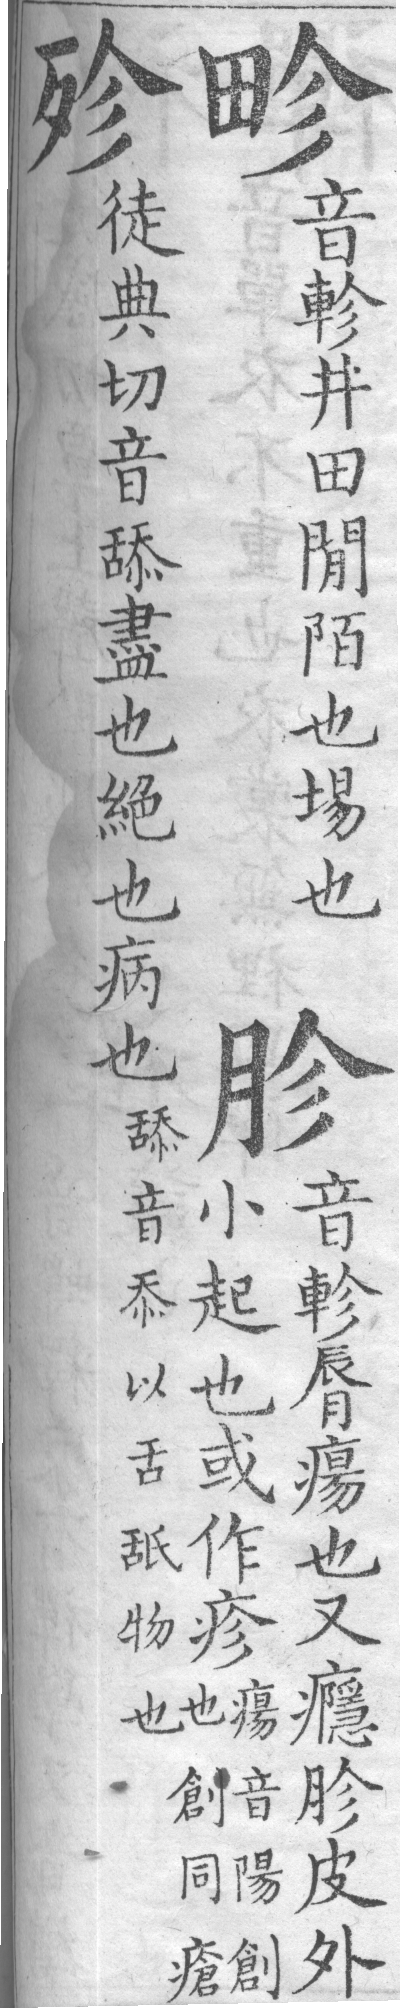 畛音軫井田閒陌也場也
胗音軫脣瘍也又癮胗皮外
小起也或作疹瘍音陽創
也創同瘡
殄徒典切音舔盡也絕也病也舔音忝以舌舐物也